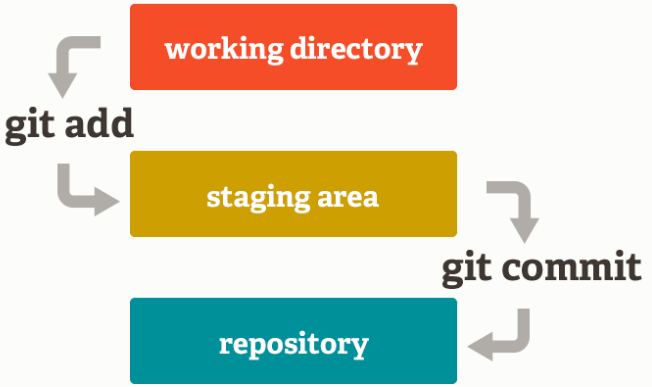 working directory
git add
staging area
git commit
repository